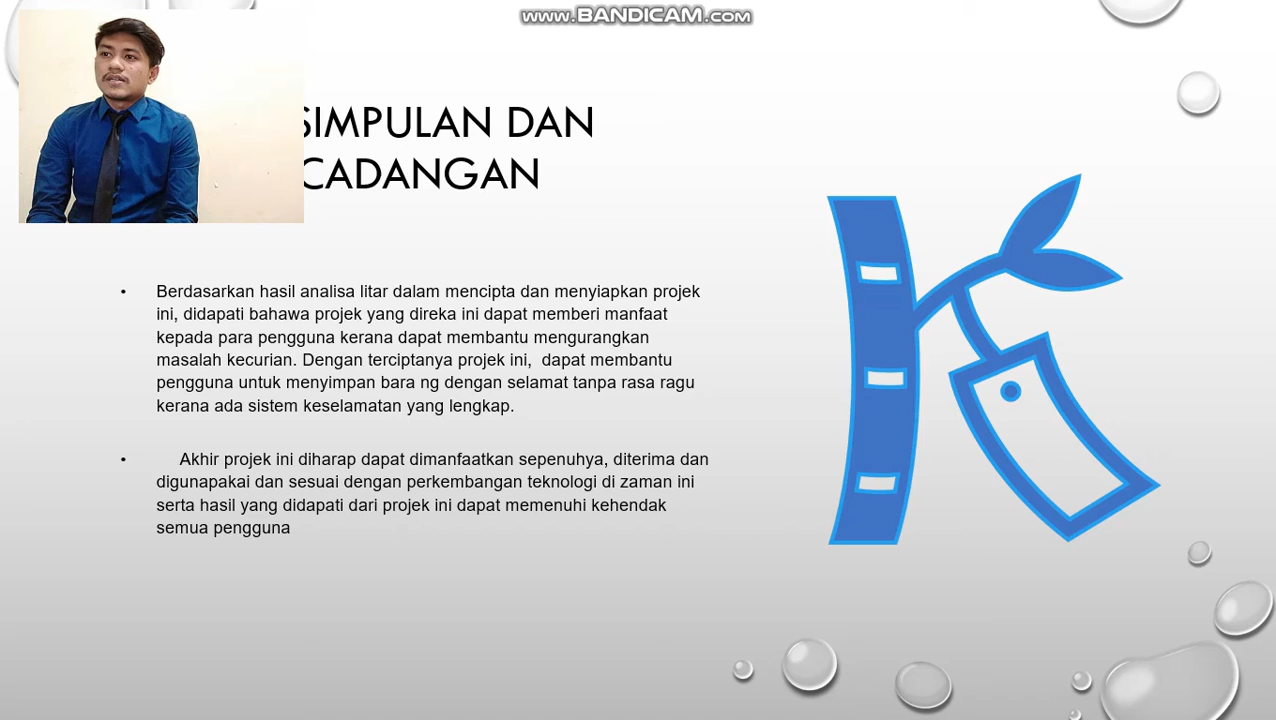 www.BANDICAM.com
SIMPULAN DAN
CADANGAN
• Berdasarkan hasil analisa litar dalam mencipta dan menyiapkan projek
ini, didapati bahawa projek yang direka ini dapat memberi manfaat
kepada para pengguna kerana dapat membantu mengurangkan
masalah kecurian. Dengan terciptanya projek ini,  dapat membantu
pengguna untuk menyimpan bara ng dengan selamat tanpa rasa ragu
kerana ada sistem keselamatan yang lengkap.
• Akhir projek ini diharap dapat dimanfaatkan sepenuhya, diterima dan
digunapakai dan sesuai dengan perkembangan teknologi di zaman ini
serta hasil yang didapati dari projek ini dapat memenuhi kehendak
semua pengguna